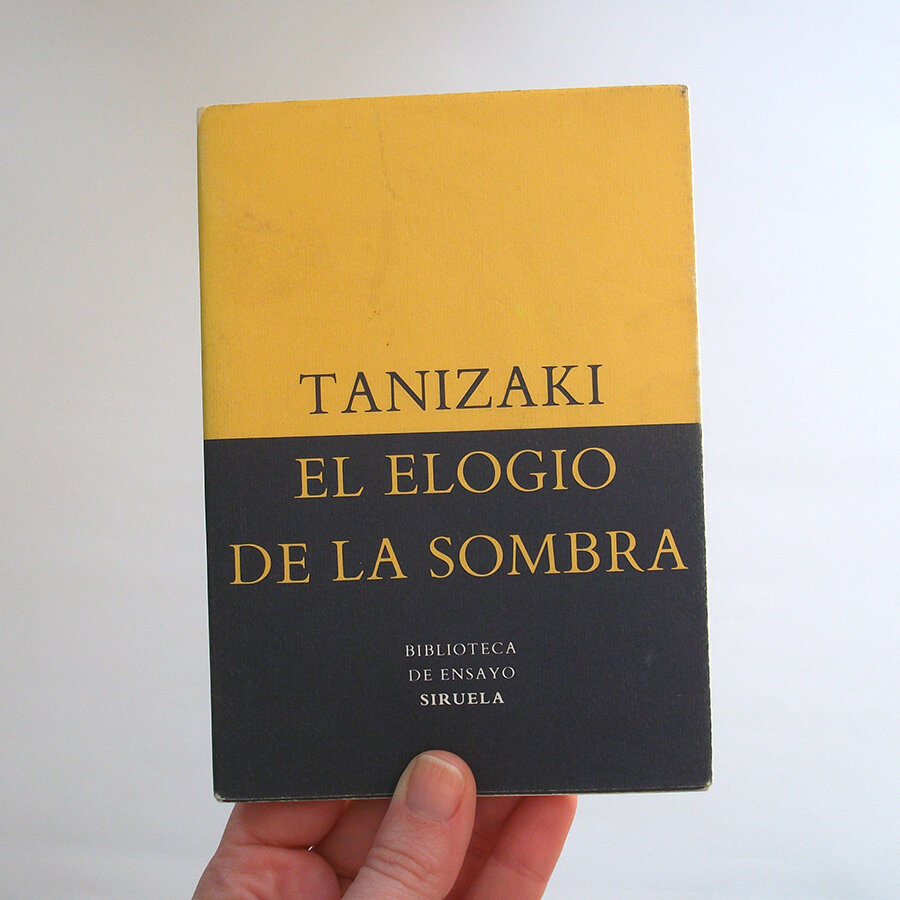 TANIZAKI
EL ELOGIO
DE LA SOMBRA
BIBLIOTECA
DE ENSAYO
SIRUELA